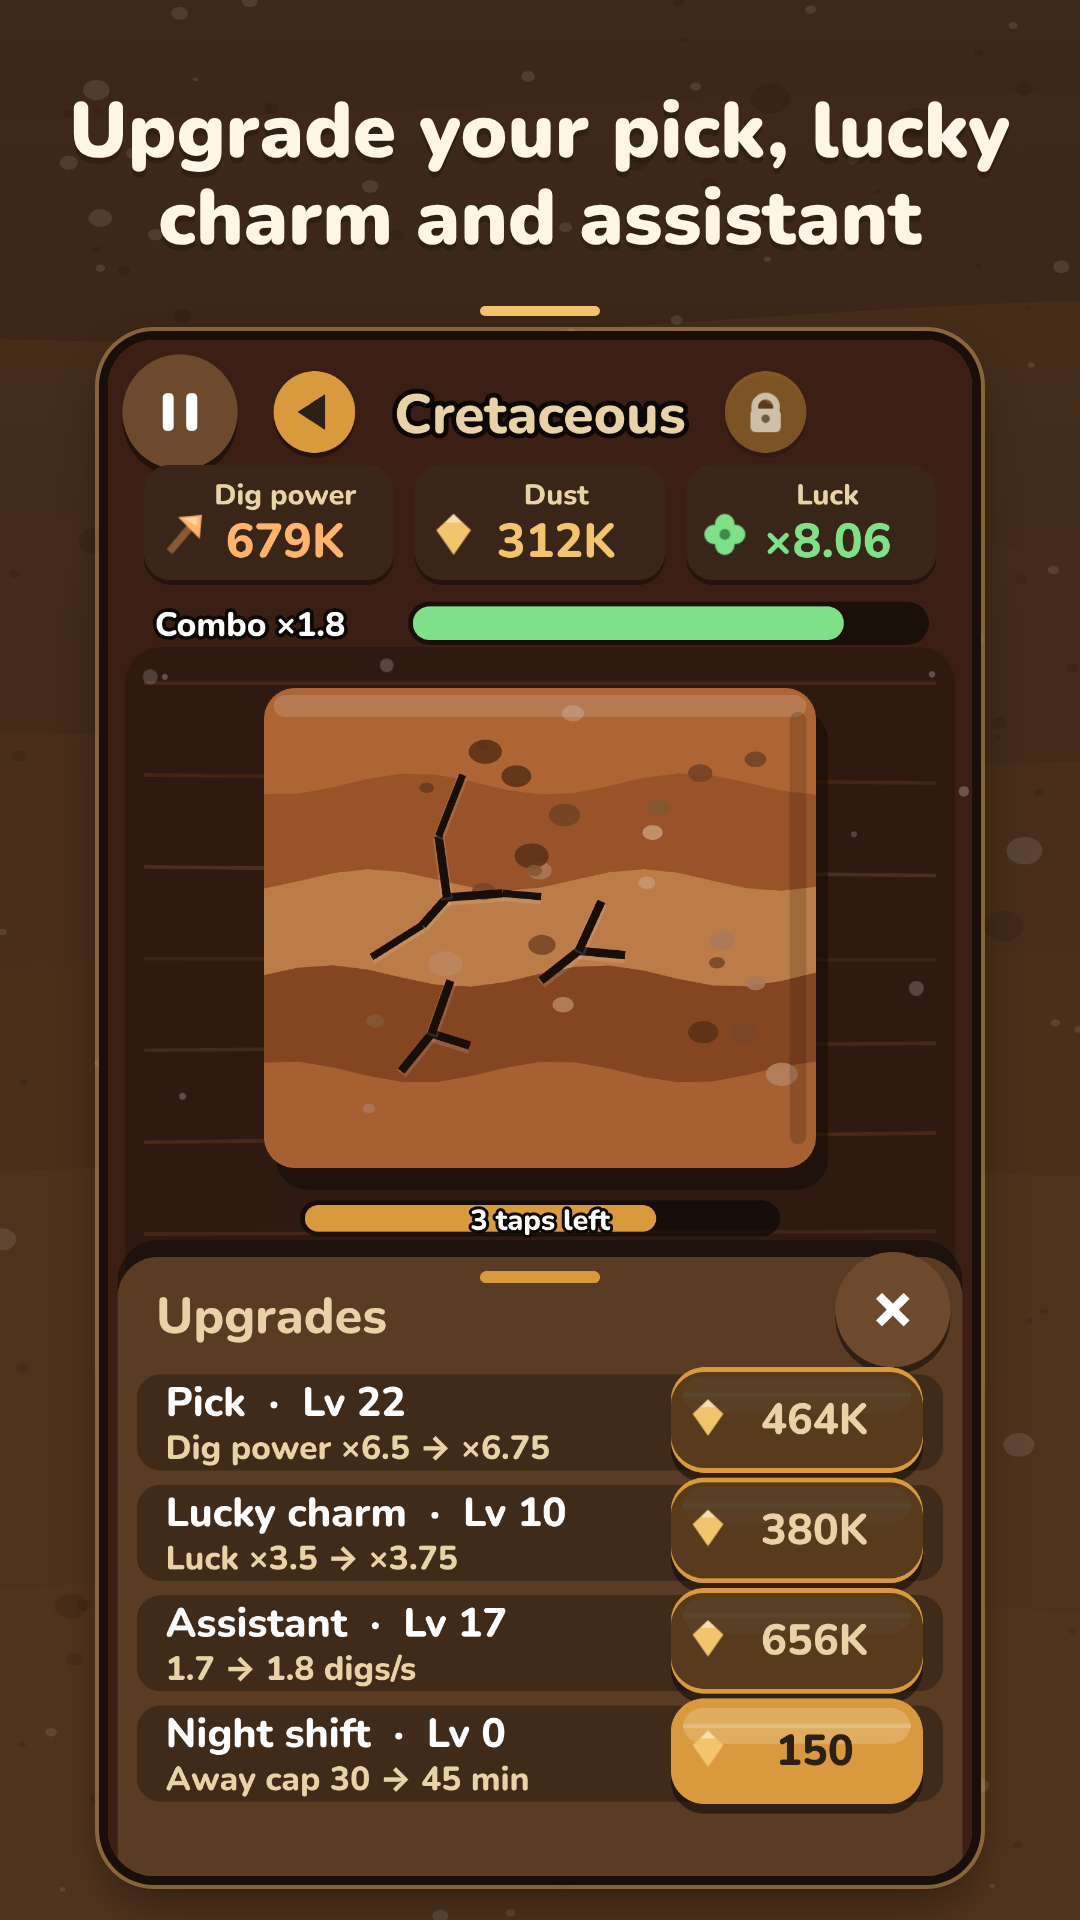 Upgrade your pick, lucky
charm and assistant
Cretaceous
Dig power
679K
Dust
312K
Luck
×8.06
Combo ×1.8
3 taps left
Upgrades
Pick · Lv 22
Dig power ×6.5 → ×6.75
464K
Lucky charm · Lv 10
Luck ×3.5 → ×3.75
380K
Assistant · Lv 17
1.7 → 1.8 digs/s
656K
Night shift · Lv 0
Away cap 30 → 45 min
150